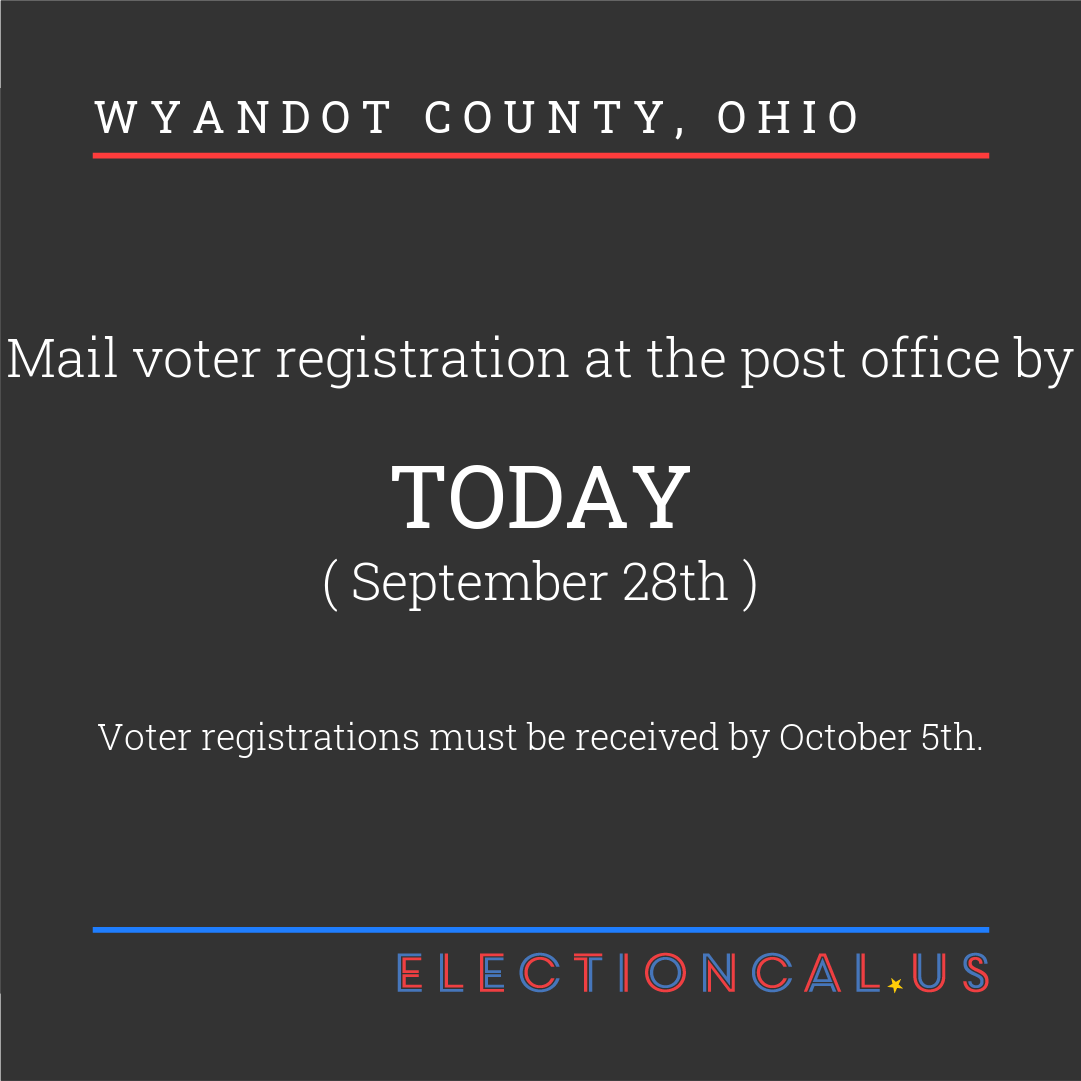 WYANDOT COUNTY, OHIO
Mail voter registration at the post office by
TODAY
( September 28th )
Voter registrations must be received by October 5th.
ELECTIONCAL.US